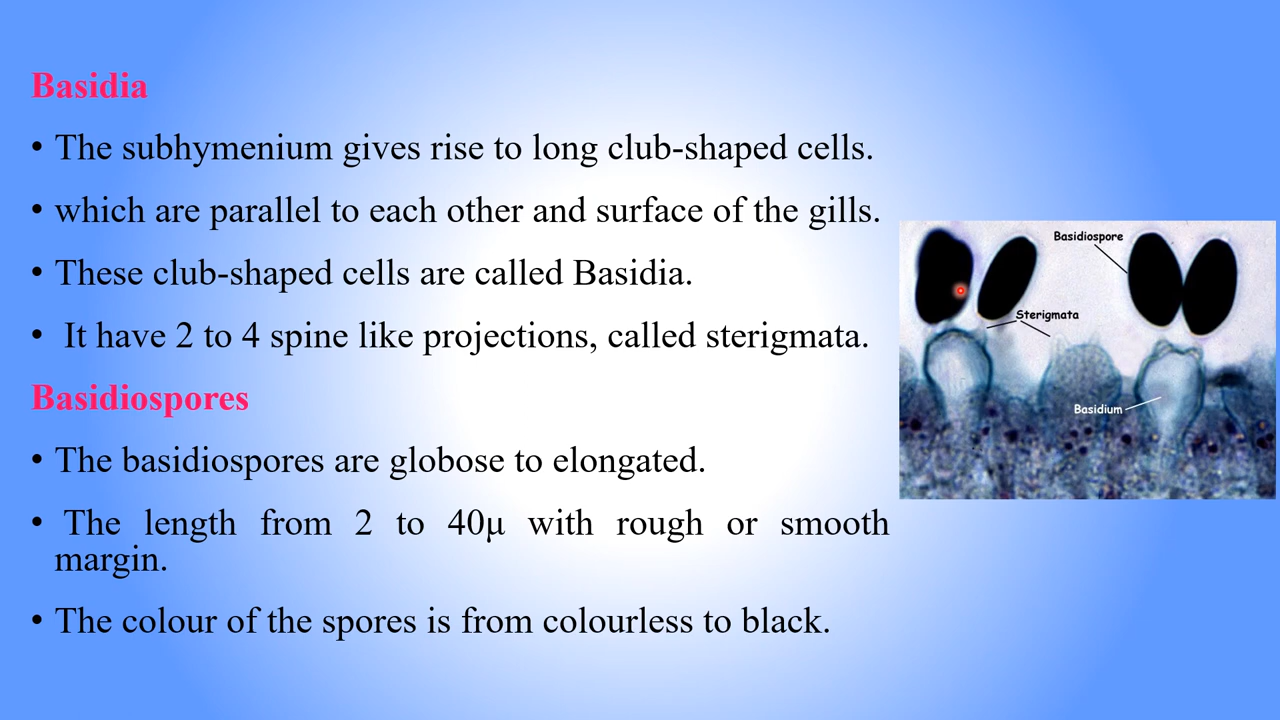 Basidia
• The subhymenium gives rise to long club-shaped cells.
• which are parallel to each other and surface of the gills.
• These club-shaped cells are called Basidia.
• It have 2 to 4 spine like projections, called sterigmata.
Basidiospores
• The basidiospores are globose to elongated.
• The length from 2 to 40µ with rough or smooth
margin.
• The colour of the spores is from colourless to black.
Basidiospore
Sterigmata
Basidium